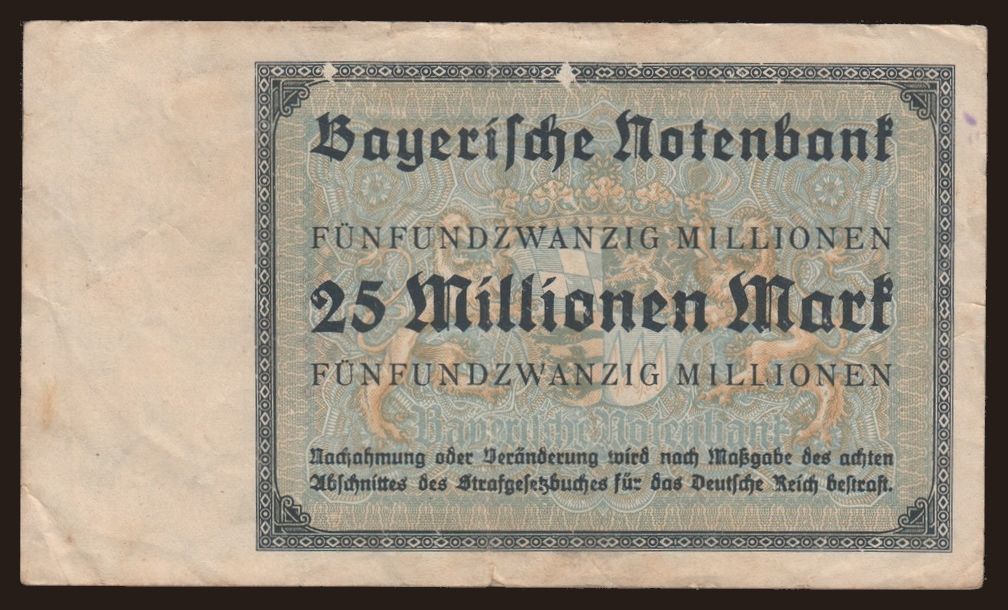 Bayerische Notenbank
FÜNFUNDZWANZIG MILLIONEN
25 Millionen Mark
FÜNFUNDZWANZIG MILLIONEN
Bayerische Notenbank
Nachahmung oder Veränderung wird nach Maßgabe des achten
Abschnittes des Strafgesetzbuches für das Deutsche Reich bestraft.